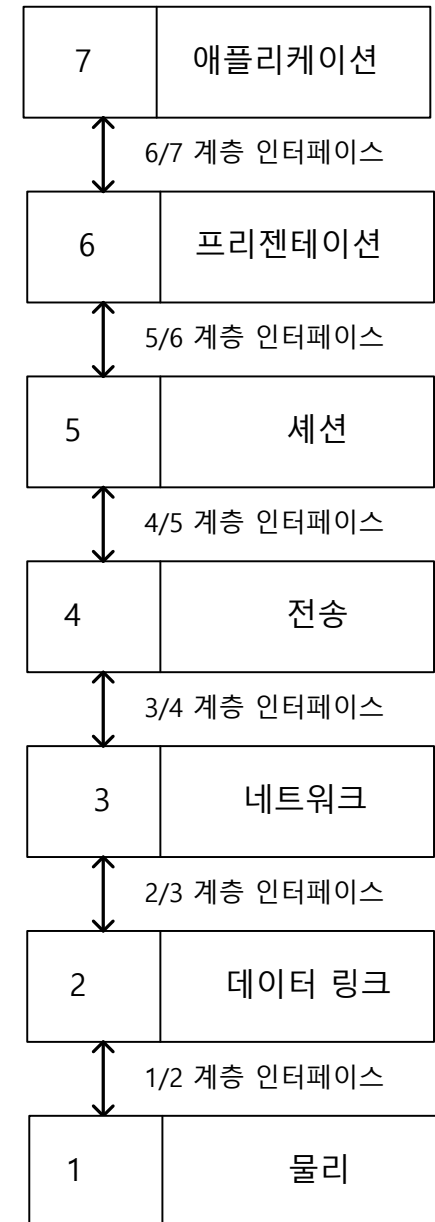 7 애플리케이션
6/7 계층 인터페이스
6 프리젠테이션
5/6 계층 인터페이스
5 세션
4/5 계층 인터페이스
4 전송
3/4 계층 인터페이스
3 네트워크
2/3 계층 인터페이스
2 데이터 링크
1/2 계층 인터페이스
1 물리